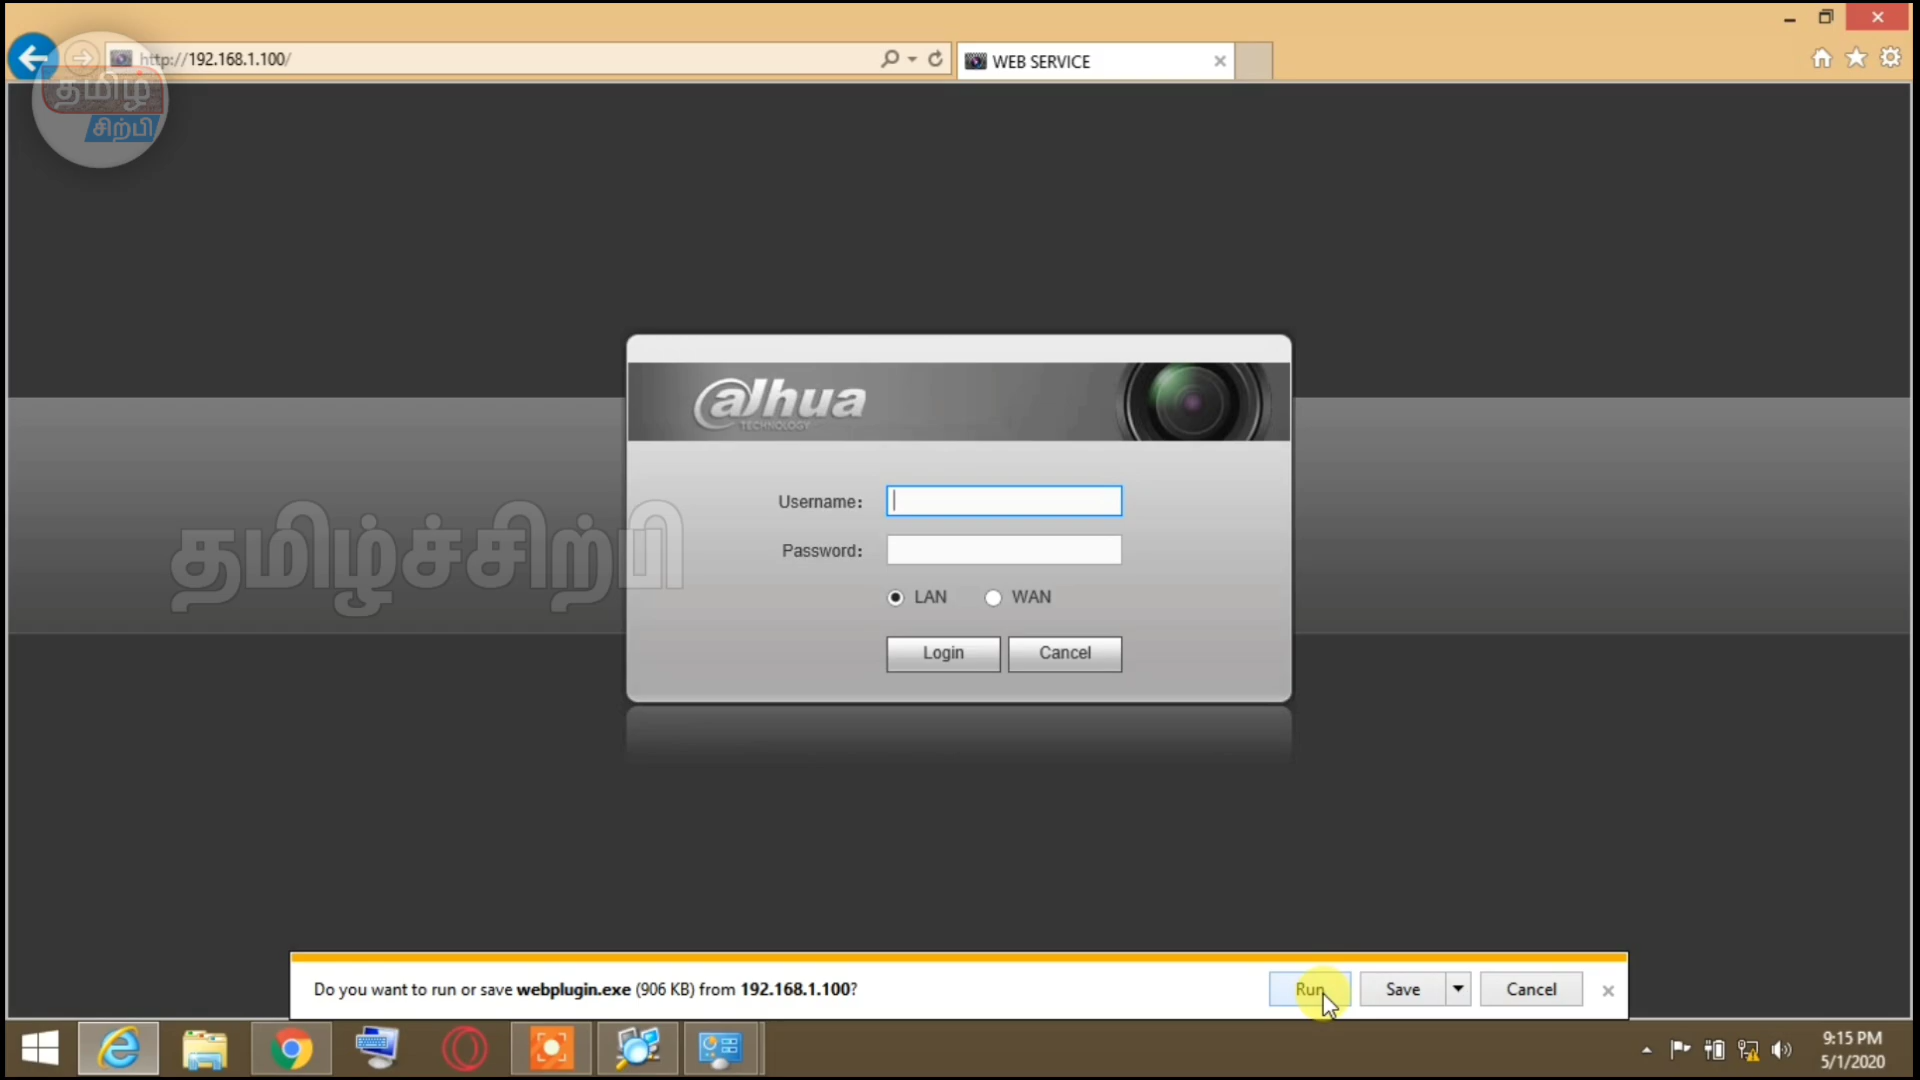 http://192.168.1.100/
WEB SERVICE
தமிழ்
சிற்பி
alhua
TECHNOLOGY
Username:
Password:
LAN WAN
Login Cancel
தமிழ்ச்சிற்பி
Do you want to run or save webplugin.exe (906 KB) from 192.168.1.100?
Run Save Cancel
9:15 PM
5/1/2020